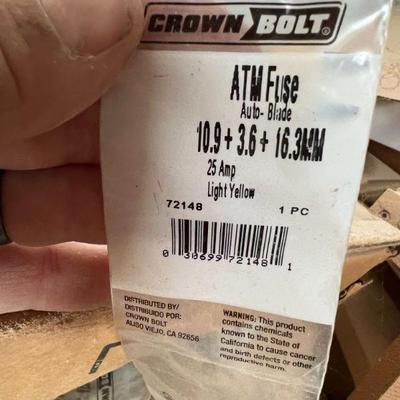 CROWN BOLT®
ATM Fuse
Auto- Blade
10.9 + 3.6 + 16.3MM
25 Amp
Light Yellow
72148 1 PC
0 30699 72148 1
DISTRIBUTED BY/
DISTRIBUIDO POR:
CROWN BOLT
ALISO VIEJO, CA 92656
WARNING: This product
contains chemicals
known to the State of
California to cause cancer
and birth defects or other
reproductive harm.